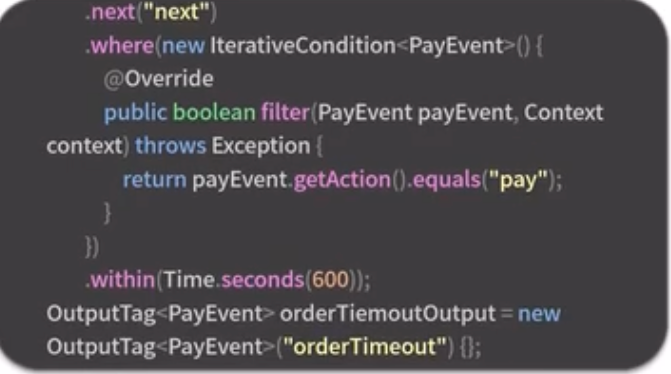 .next("next")
.where(new IterativeCondition<PayEvent>() {
@Override
public boolean filter(PayEvent payEvent, Context
context) throws Exception {
return payEvent.getAction().equals("pay");
}
})
.within(Time.seconds(600));
OutputTag<PayEvent> orderTiemoutOutput = new
OutputTag<PayEvent>("orderTimeout") {};